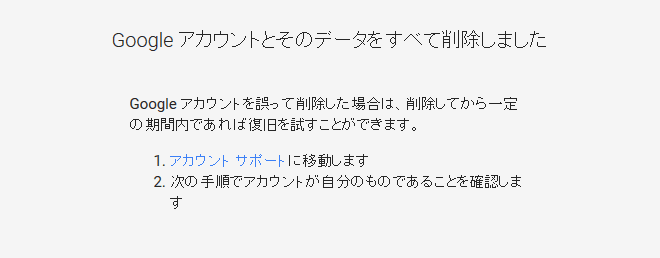 Google アカウントとそのデータをすべて削除しました
Google アカウントを誤って削除した場合は、削除してから一定
の期間内であれば復旧を試すことができます。
1. アカウント サポートに移動します
2. 次の手順でアカウントが自分のものであることを確認しま
す